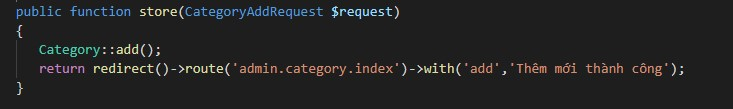 public function store(CategoryAddRequest $request)
{
Category::add();
return redirect()->route('admin.category.index')->with('add','Thêm mới thành công');
}